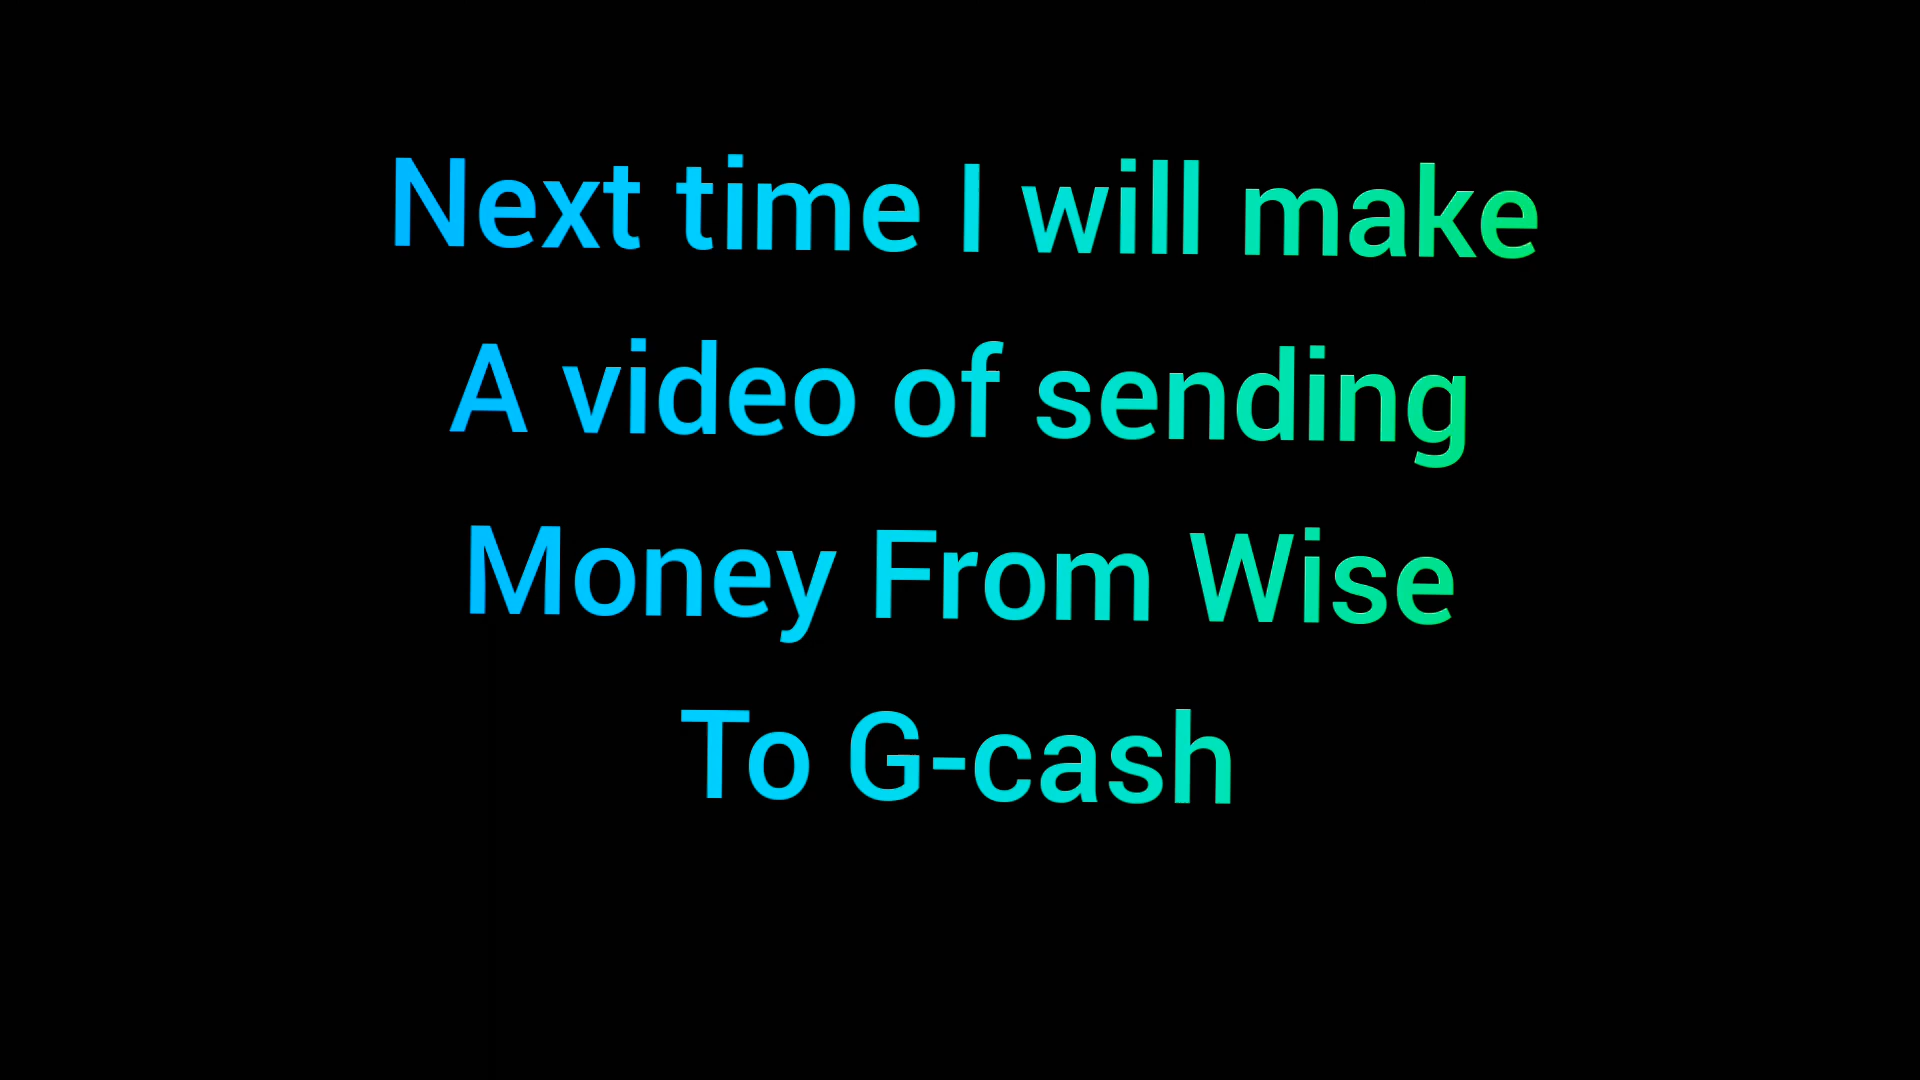 Next time I will make
A video of sending
Money From Wise
To G-cash